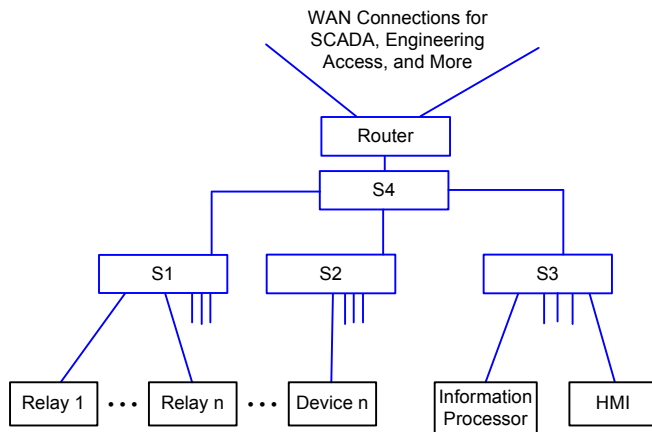 WAN Connections for
SCADA, Engineering
Access, and More
Router
S4
S1
S2
S3
Relay 1
•••
Relay n
•••
Device n
Information
Processor
HMI